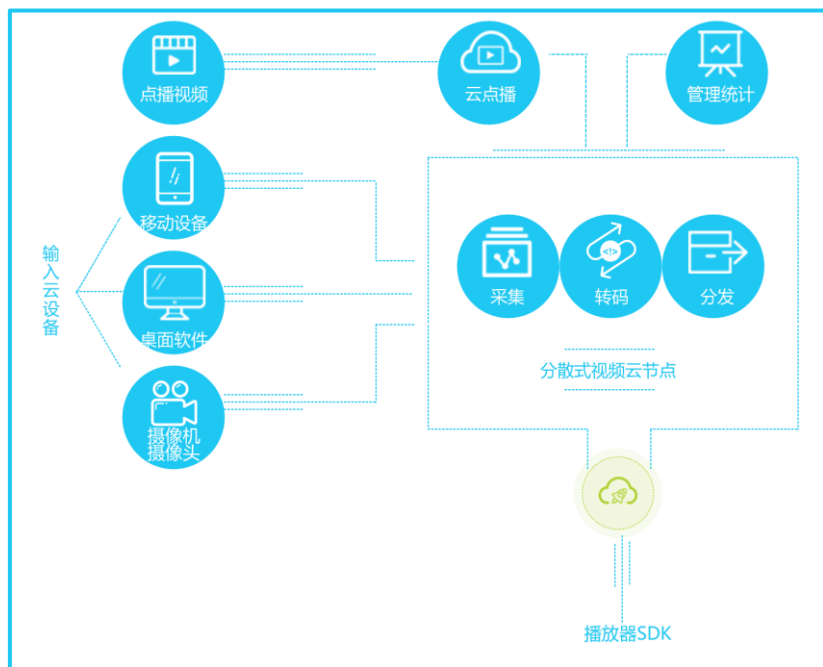 点播视频
云点播
管理统计
移动设备
输入云设备
桌面软件
摄像机
摄像头
采集
转码
分发
分散式视频云节点
播放器SDK